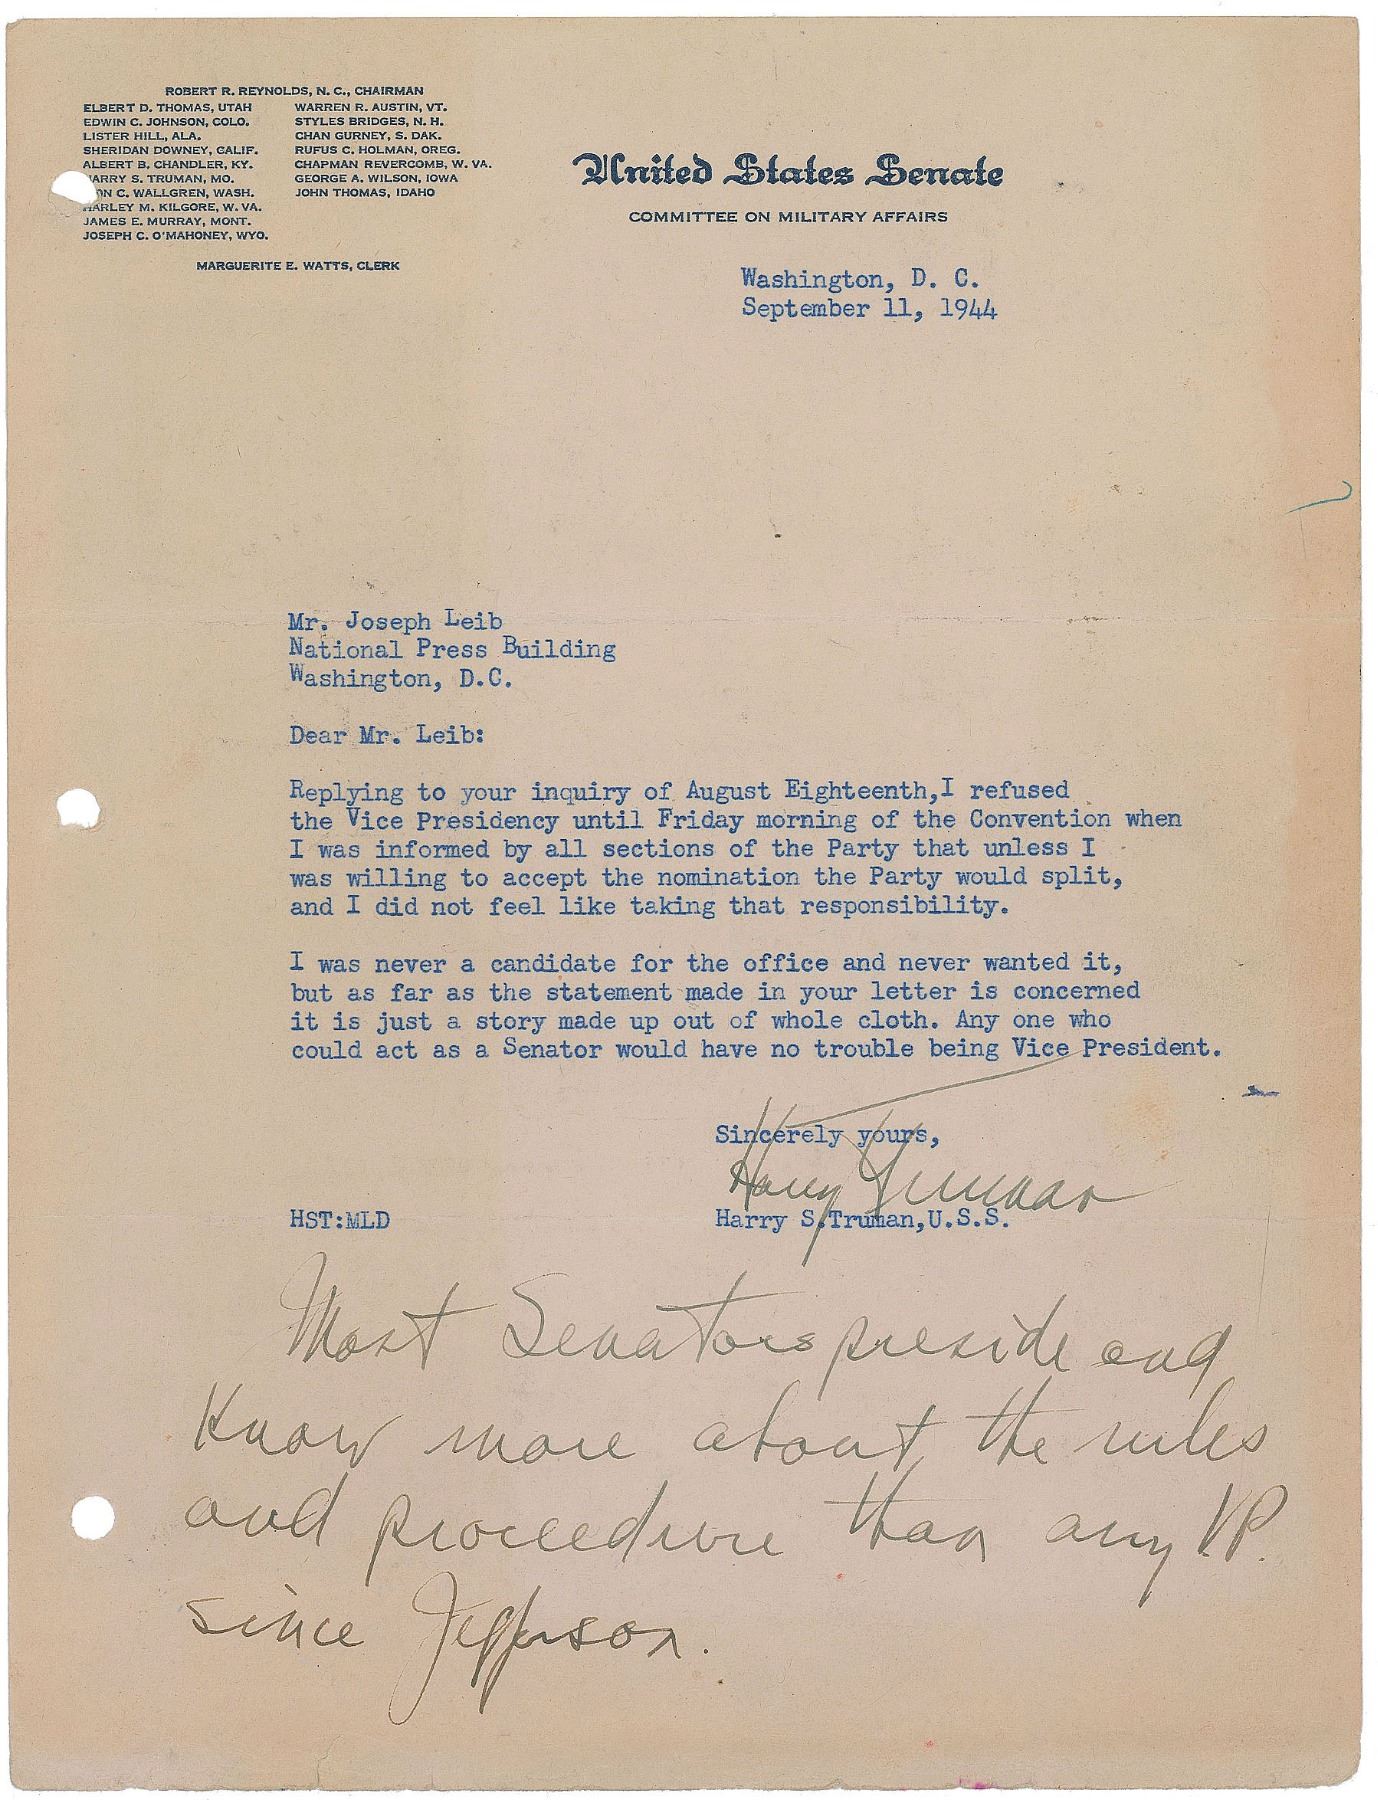 ROBERT R. REYNOLDS, N. C., CHAIRMAN
ELBERT D. THOMAS, UTAH
EDWIN C. JOHNSON, COLO.
LISTER HILL, ALA.
SHERIDAN DOWNEY, CALIF.
ALBERT B. CHANDLER, KY.
HARRY S. TRUMAN, MO.
C. WALLGREN, WASH.
HARLEY M. KILGORE, W. VA.
JAMES E. MURRAY, MONT.
JOSEPH C. O'MAHONEY, WYO.
WARREN R. AUSTIN, VT.
STYLES BRIDGES, N. H.
CHAN GURNEY, S. DAK.
RUFUS C. HOLMAN, OREG.
CHAPMAN REVERCOMB, W. VA.
GEORGE A. WILSON, IOWA
JOHN THOMAS, IDAHO
MARGUERITE E. WATTS, CLERK
United States Senate
COMMITTEE ON MILITARY AFFAIRS
Washington, D. C.
September 11, 1944
Mr. Joseph Leib
National Press Building
Washington, D.C.
Dear Mr. Leib:
Replying to your inquiry of August Eighteenth,I refused
the Vice Presidency until Friday morning of the Convention when
I was informed by all sections of the Party that unless I
was willing to accept the nomination the Party would split,
and I did not feel like taking that responsibility.
I was never a candidate for the office and never wanted it,
but as far as the statement made in your letter is concerned
it is just a story made up out of whole cloth. Any one who
could act as a Senator would have no trouble being Vice President.
Sincerely yours,
Harry Truman
HST:MLD
Harry S.Truman,U.S.S.
Most Senators preside and
know more about the rules
and proceedure than any V.P.
since Jefferson.